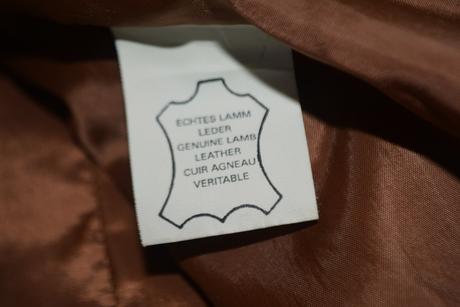 ECHTES LAMM
LEDER
GENUINE LAMB
LEATHER
CUIR AGNEAU
VERITABLE